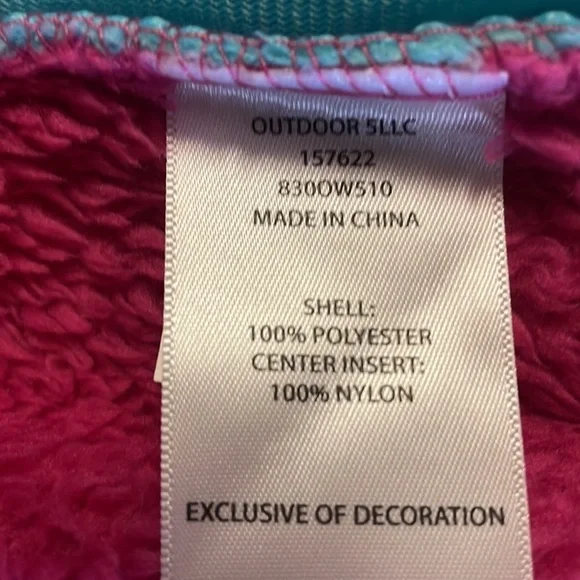 OUTDOOR 5LLC
157622
830OW510
MADE IN CHINA
SHELL:
100% POLYESTER
CENTER INSERT:
100% NYLON
EXCLUSIVE OF DECORATION